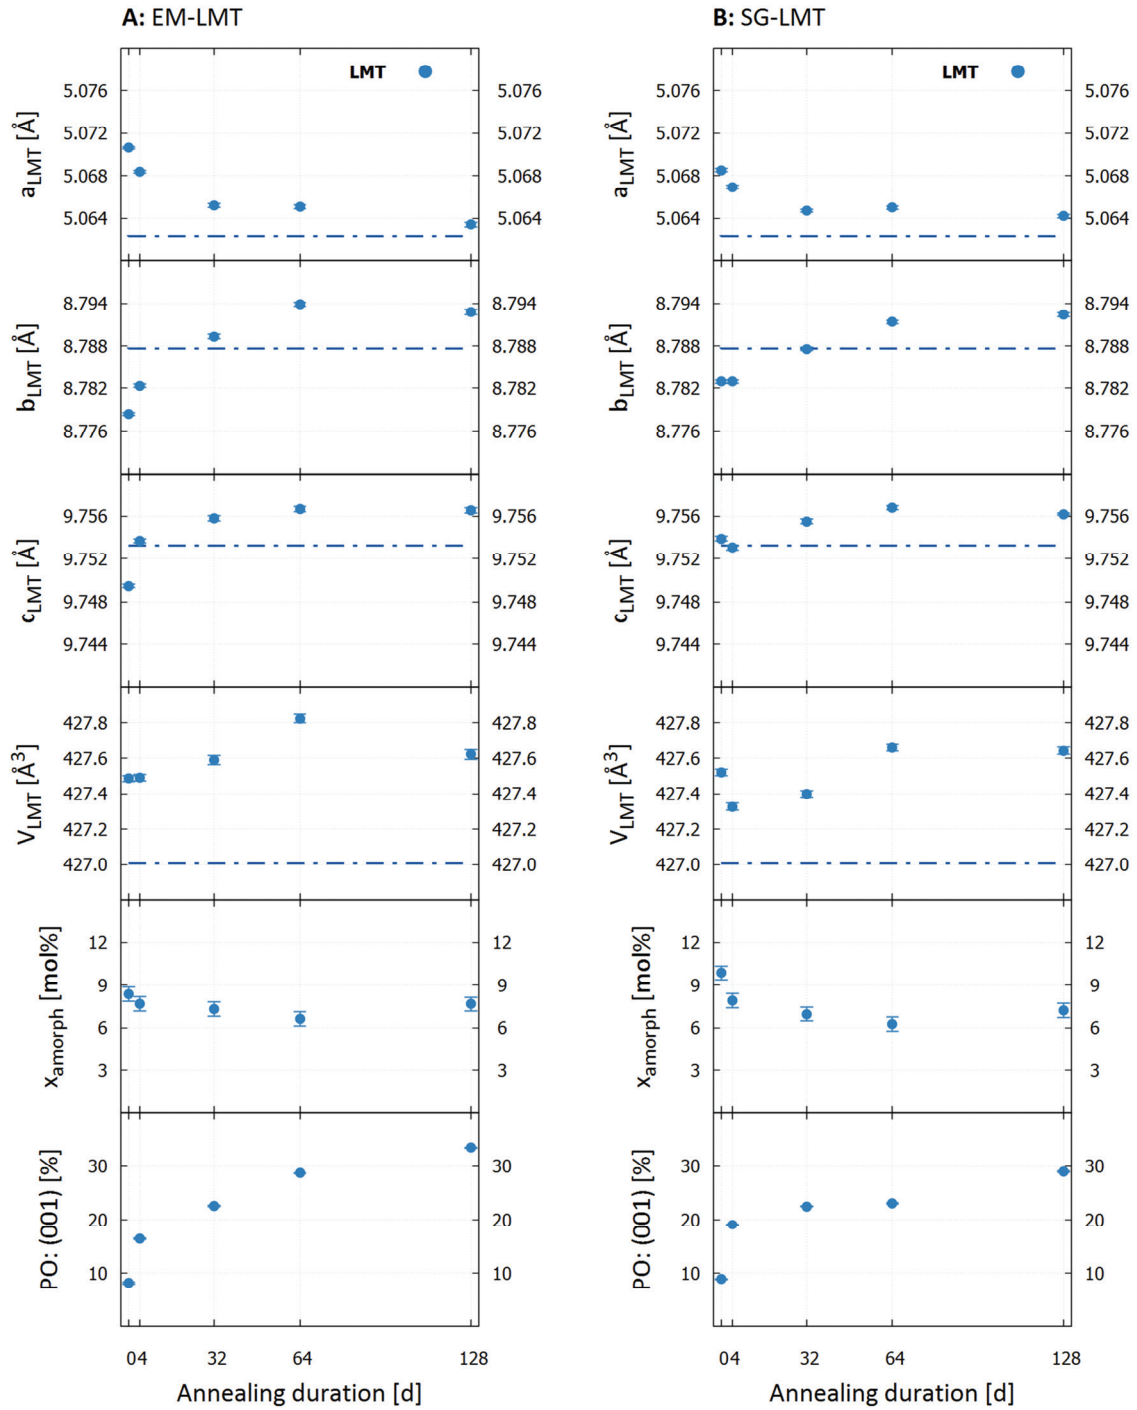 A: EM-LMT
LMT
a_LMT [Å]
5.076 5.076
5.072 5.072
5.068 5.068
5.064 5.064
b_LMT [Å]
8.794 8.794
8.788 8.788
8.782 8.782
8.776 8.776
c_LMT [Å]
9.756 9.756
9.752 9.752
9.748 9.748
9.744 9.744
V_LMT [Å³]
427.8 427.8
427.6 427.6
427.4 427.4
427.2 427.2
427.0 427.0
x_amorph [mol%]
12 12
9 9
6 6
3 3
PO: (001) [%]
30 30
20 20
10 10
0 4 32 64 128
Annealing duration [d]
B: SG-LMT
LMT
a_LMT [Å]
5.076 5.076
5.072 5.072
5.068 5.068
5.064 5.064
b_LMT [Å]
8.794 8.794
8.788 8.788
8.782 8.782
8.776 8.776
c_LMT [Å]
9.756 9.756
9.752 9.752
9.748 9.748
9.744 9.744
V_LMT [Å³]
427.8 427.8
427.6 427.6
427.4 427.4
427.2 427.2
427.0 427.0
x_amorph [mol%]
12 12
9 9
6 6
3 3
PO: (001) [%]
30 30
20 20
10 10
0 4 32 64 128
Annealing duration [d]